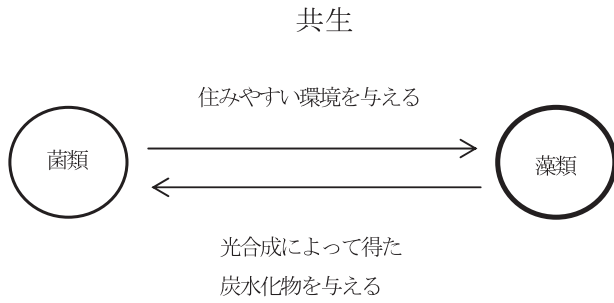 共生
住みやすい環境を与える
菌類
藻類
光合成によって得た
炭水化物を与える